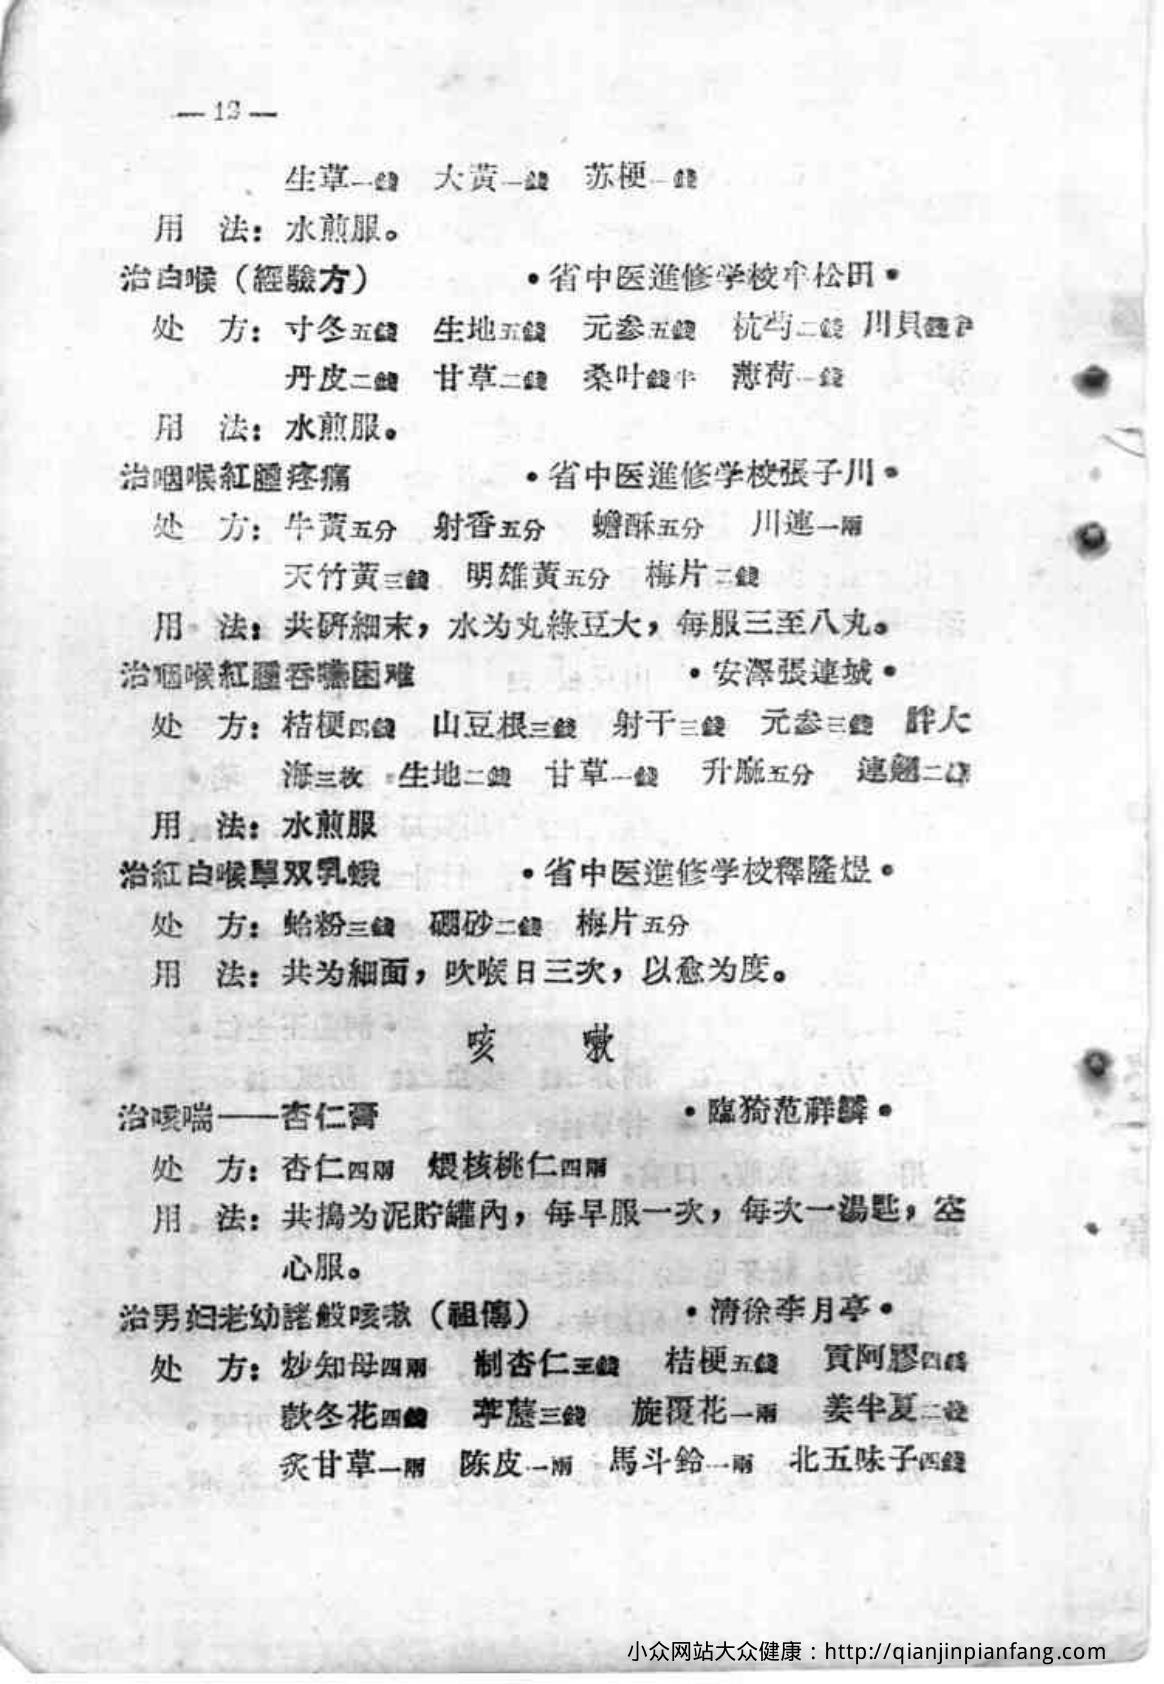 — 12 —
生草一錢　大黃一錢　苏梗一錢
用　法：水煎服。
治白喉（經驗方）　•省中医進修学校牟松田•
处　方：寸冬五錢　生地五錢　元参五錢　杭芍二錢　川貝錢半
丹皮二錢　甘草二錢　桑叶錢半　薄荷一錢
用　法：水煎服。
治咽喉紅腫疼痛　•省中医進修学校張子川•
处　方：牛黃五分　射香五分　蟾酥五分　川連一兩
天竹黃三錢　明雄黃五分　梅片二錢
用　法：共硏細末，水为丸綠豆大，每服三至八丸。
治咽喉紅腫吞嚥困难　•安澤張連城•
处　方：桔梗四錢　山豆根三錢　射干三錢　元参三錢　胖大
海三枚　生地二錢　甘草一錢　升麻五分　連翹二錢
用　法：水煎服
治紅白喉單双乳蛾　•省中医進修学校釋隆煜•
处　方：蛤粉三錢　硼砂二錢　梅片五分
用　法：共为細面，吹喉日三次，以愈为度。
咳　嗽
治咳喘——杏仁膏　•臨猗范祥麟•
处　方：杏仁四兩　煨核桃仁四兩
用　法：共搗为泥貯罐內，每早服一次，每次一湯匙，空
心服。
治男妇老幼諸般咳嗽（祖傳）　•清徐李月亭•
处　方：炒知母四兩　制杏仁三錢　桔梗五錢　貢阿膠四錢
款冬花四錢　葶藶三錢　旋覆花一兩　姜半夏二錢
炙甘草一兩　陈皮一兩　馬斗鈴一兩　北五味子四錢
小众网站大众健康：http://qianjinpianfang.com